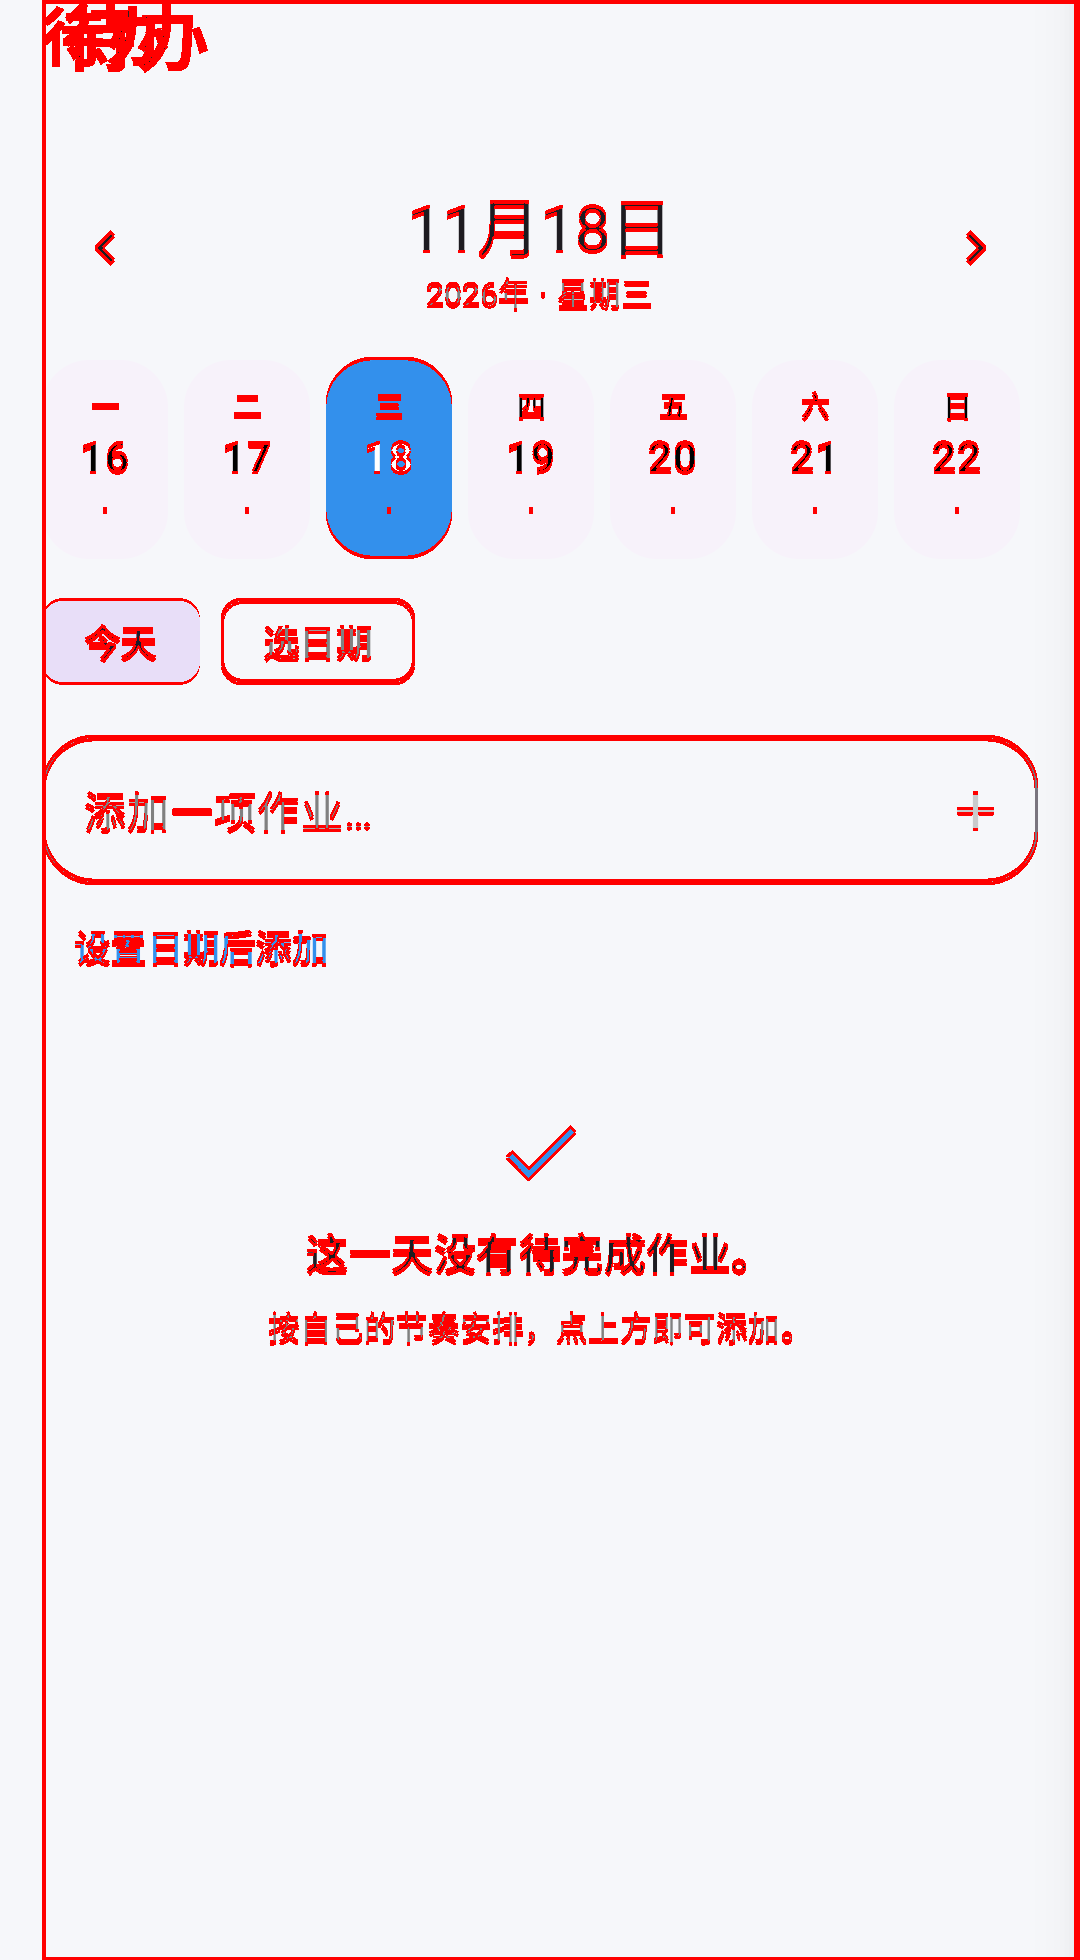 待办
11月18日
2026年 · 星期三
一 二 三 四 五 六 日
16 17 18 19 20 21 22
· · · · · · ·
今天 选日期
添加一项作业...
设置日期后添加
这一天没有待完成作业。
按自己的节奏安排，点上方即可添加。